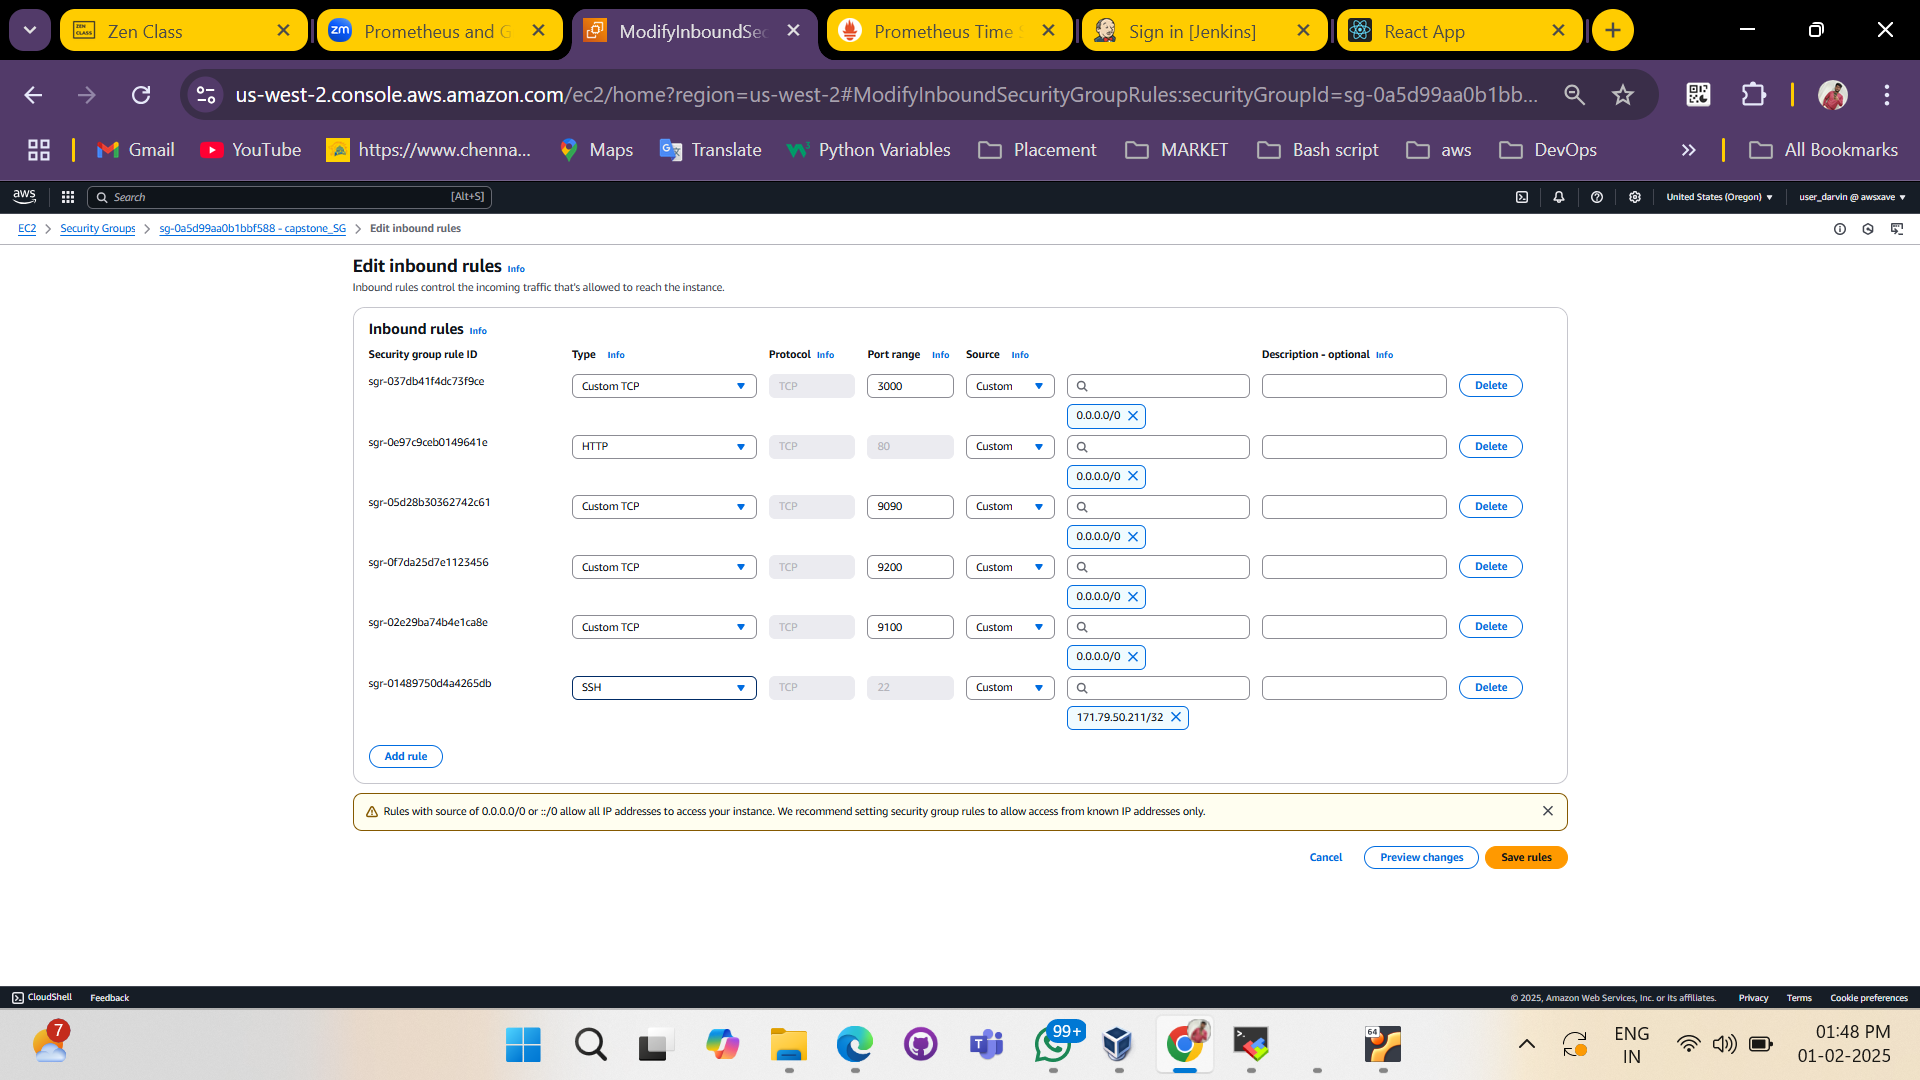 Zen Class
zm Prometheus and G
ModifyInboundSec
Prometheus Time S
Sign in [Jenkins]
React App
us-west-2.console.aws.amazon.com/ec2/home?region=us-west-2#ModifyInboundSecurityGroupRules:securityGroupId=sg-0a5d99aa0b1bb...
Gmail YouTube https://www.chenna... Maps Translate Python Variables Placement MARKET Bash script aws DevOps » All Bookmarks
aws Search [Alt+S] United States (Oregon) user_darvin @ awsxave
EC2 > Security Groups > sg-0a5d99aa0b1bbf588 - capstone_SG > Edit inbound rules
Edit inbound rules Info
Inbound rules control the incoming traffic that's allowed to reach the instance.
Inbound rules Info
Security group rule ID Type Info Protocol Info Port range Info Source Info Description - optional Info
sgr-037db41f4dc73f9ce Custom TCP TCP 3000 Custom Delete
0.0.0.0/0
sgr-0e97c9ceb0149641e HTTP TCP 80 Custom Delete
0.0.0.0/0
sgr-05d28b30362742c61 Custom TCP TCP 9090 Custom Delete
0.0.0.0/0
sgr-0f7da25d7e1123456 Custom TCP TCP 9200 Custom Delete
0.0.0.0/0
sgr-02e29ba74b4e1ca8e Custom TCP TCP 9100 Custom Delete
0.0.0.0/0
sgr-01489750d4a4265db SSH TCP 22 Custom Delete
171.79.50.211/32
Add rule
Rules with source of 0.0.0.0/0 or ::/0 allow all IP addresses to access your instance. We recommend setting security group rules to allow access from known IP addresses only.
Cancel Preview changes Save rules
CloudShell Feedback © 2025, Amazon Web Services, Inc. or its affiliates. Privacy Terms Cookie preferences
7 99+ 64 ENG 01:48 PM
IN 01-02-2025